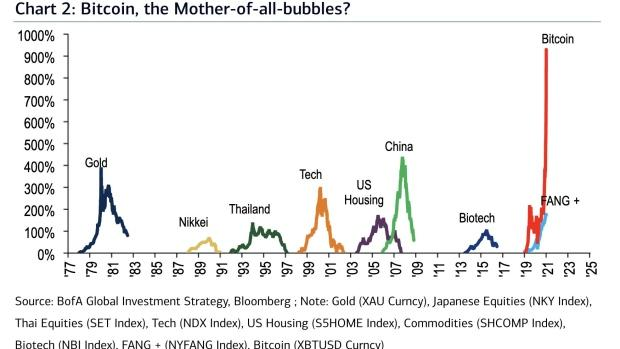 Chart 2: Bitcoin, the Mother-of-all-bubbles?
1000%
900%
800%
700%
600%
500%
400%
300%
200%
100%
0%
Bitcoin
Gold
Nikkei
Thailand
Tech
US
Housing
China
Biotech
FANG +
'77
'79
'81
'83
'85
'87
'89
'91
'93
'95
'97
'99
'01
'03
'05
'07
'09
'11
'13
'15
'17
'19
'21
'23
'25
Source: BofA Global Investment Strategy, Bloomberg ; Note: Gold (XAU Curncy), Japanese Equities (NKY Index),
Thai Equities (SET Index), Tech (NDX Index), US Housing (S5HOME Index), Commodities (SHCOMP Index),
Biotech (NBI Index), FANG + (NYFANG Index), Bitcoin (XBTUSD Curncy)